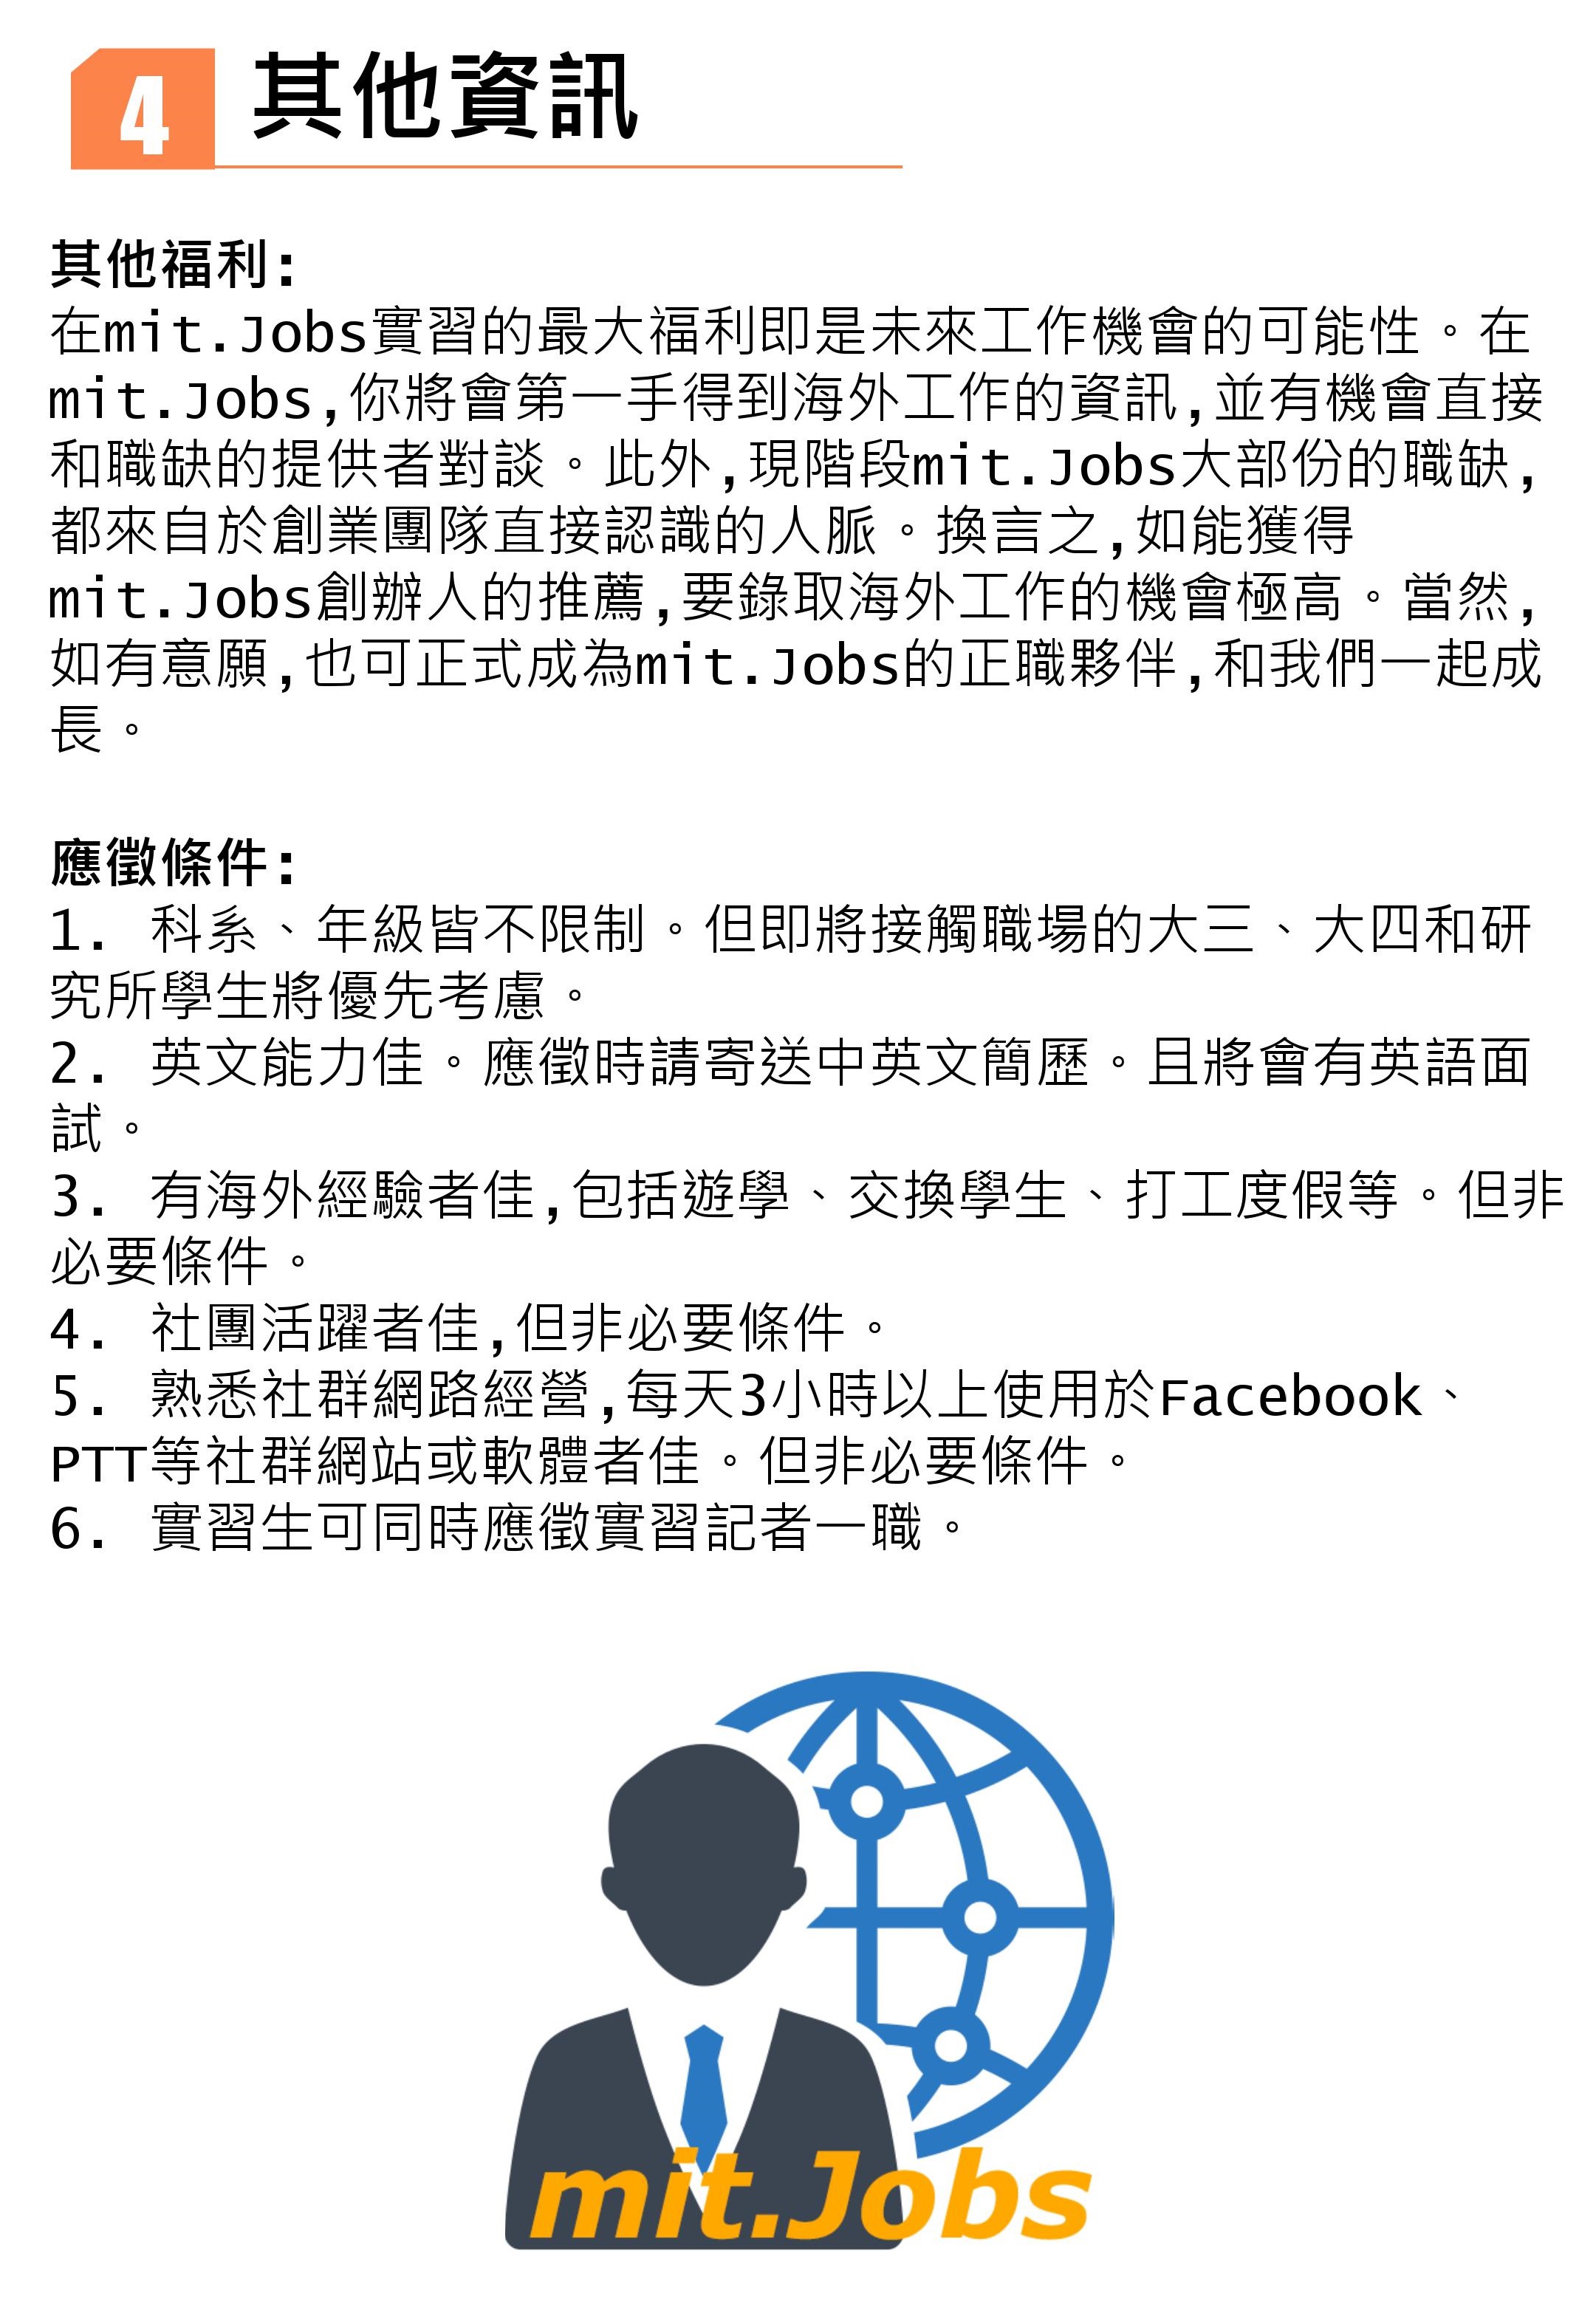 4 其他資訊
其他福利:
在mit.Jobs實習的最大福利即是未來工作機會的可能性。在
mit.Jobs,你將會第一手得到海外工作的資訊,並有機會直接
和職缺的提供者對談。此外,現階段mit.Jobs大部份的職缺,
都來自於創業團隊直接認識的人脈。換言之,如能獲得
mit.Jobs創辦人的推薦,要錄取海外工作的機會極高。當然,
如有意願,也可正式成為mit.Jobs的正職夥伴,和我們一起成
長。
應徵條件:
1. 科系、年級皆不限制。但即將接觸職場的大三、大四和研
究所學生將優先考慮。
2. 英文能力佳。應徵時請寄送中英文簡歷。且將會有英語面
試。
3. 有海外經驗者佳,包括遊學、交換學生、打工度假等。但非
必要條件。
4. 社團活躍者佳,但非必要條件。
5. 熟悉社群網路經營,每天3小時以上使用於Facebook、
PTT等社群網站或軟體者佳。但非必要條件。
6. 實習生可同時應徵實習記者一職。
mit.Jobs